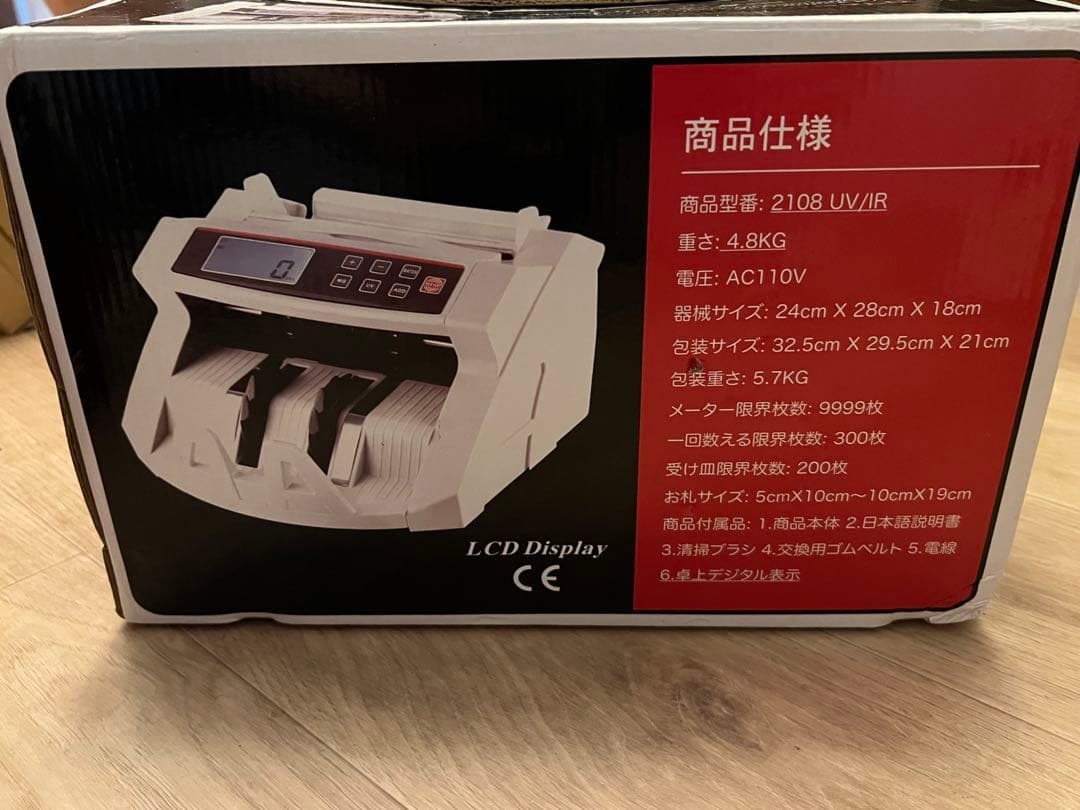 商品仕様
商品型番: 2108 UV/IR
重さ: 4.8KG
電圧: AC110V
器械サイズ: 24cm X 28cm X 18cm
包装サイズ: 32.5cm X 29.5cm X 21cm
包装重さ: 5.7KG
メーター限界枚数: 9999枚
一回数える限界枚数: 300枚
受け皿限界枚数: 200枚
お札サイズ: 5cmX10cm〜10cmX19cm
商品付属品: 1.商品本体 2.日本語説明書
3.清掃ブラシ 4.交換用ゴムベルト 5.電線
6.卓上デジタル表示
0
+ − BATCH
MG UV ADD
LCD Display
CE